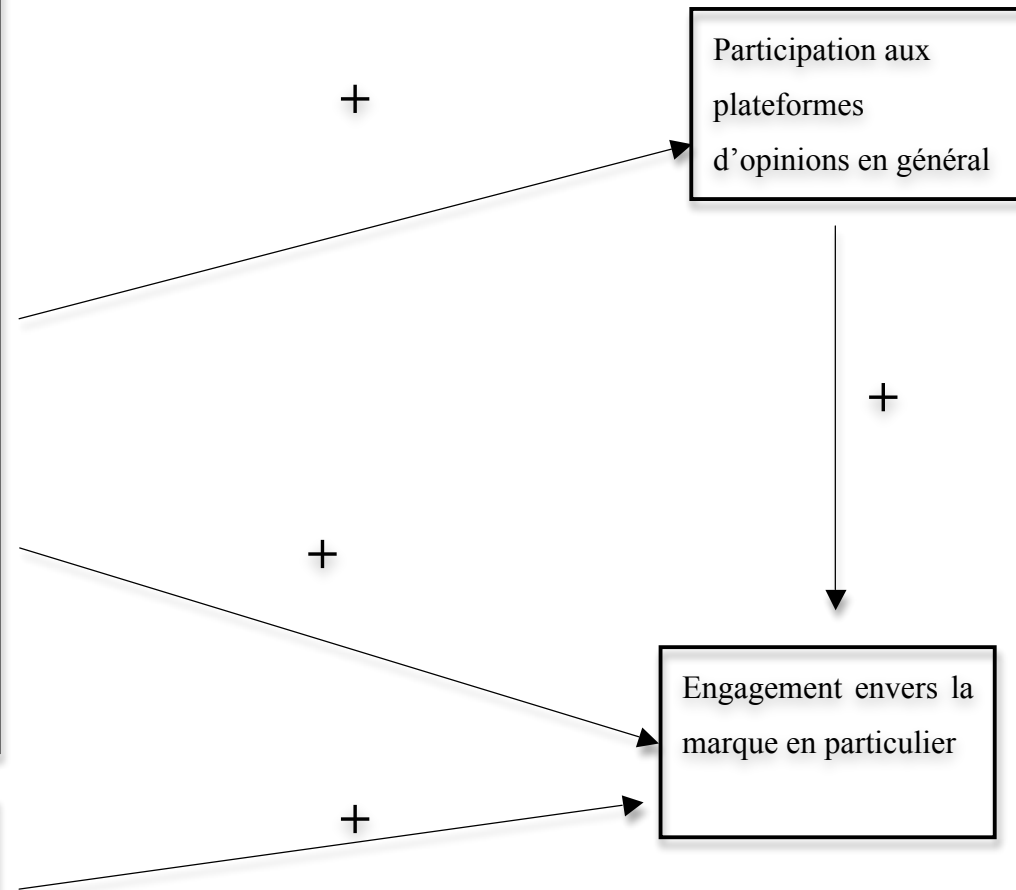 +
Participation aux
plateformes
d’opinions en général
+
+
Engagement envers la
marque en particulier
+